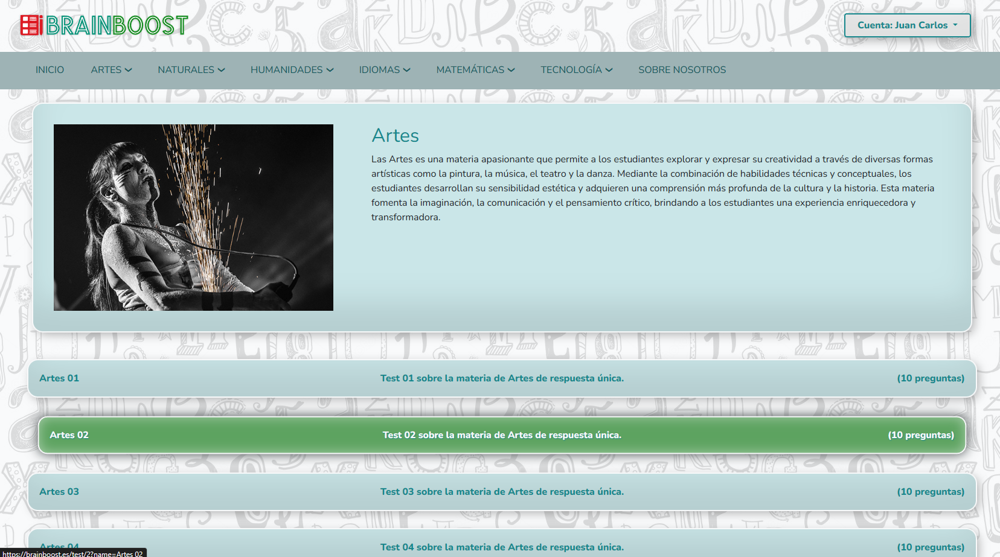 BRAINBOOST
Cuenta: Juan Carlos
INICIO ARTES NATURALES HUMANIDADES IDIOMAS MATEMÁTICAS TECNOLOGÍA SOBRE NOSOTROS
Artes
Las Artes es una materia apasionante que permite a los estudiantes explorar y expresar su creatividad a través de diversas formas
artísticas como la pintura, la música, el teatro y la danza. Mediante la combinación de habilidades técnicas y conceptuales, los
estudiantes desarrollan su sensibilidad estética y adquieren una comprensión más profunda de la cultura y la historia. Esta materia
fomenta la imaginación, la comunicación y el pensamiento crítico, brindando a los estudiantes una experiencia enriquecedora y
transformadora.
Artes 01 Test 01 sobre la materia de Artes de respuesta única. (10 preguntas)
Artes 02 Test 02 sobre la materia de Artes de respuesta única. (10 preguntas)
Artes 03 Test 03 sobre la materia de Artes de respuesta única. (10 preguntas)
Artes 04 Test 04 sobre la materia de Artes de respuesta única. (10 preguntas)
https://brainboost.es/test/2?name=Artes 02